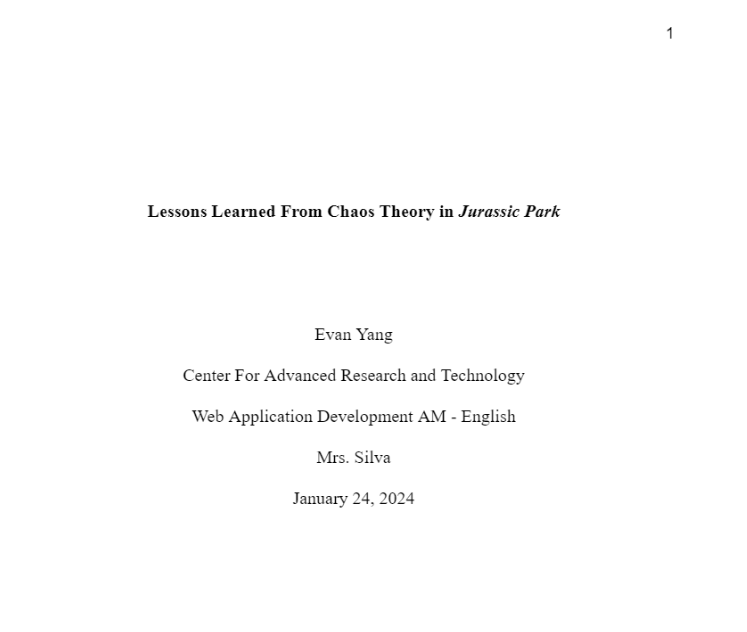 1
Lessons Learned From Chaos Theory in Jurassic Park
Evan Yang
Center For Advanced Research and Technology
Web Application Development AM - English
Mrs. Silva
January 24, 2024